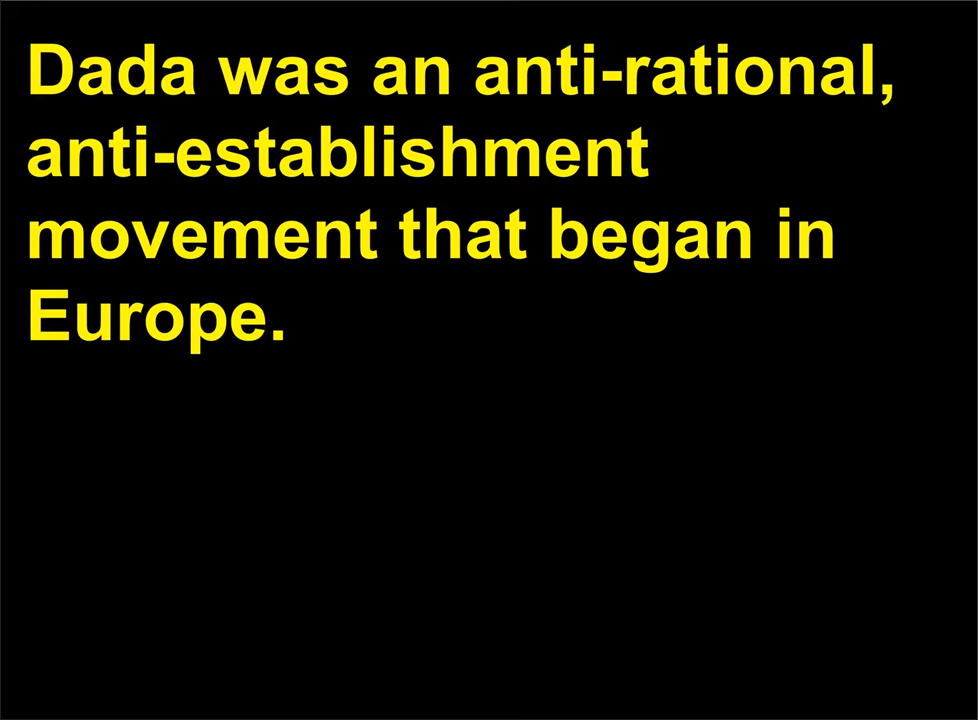 Dada was an anti-rational,
anti-establishment
movement that began in
Europe.